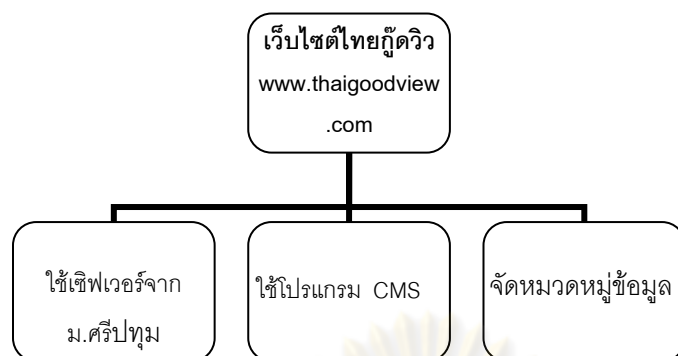 เว็บไซต์ไทยกู๊ดวิว
www.thaigoodview
.com
ใช้เซิฟเวอร์จาก
ม.ศรีปทุม
ใช้โปรแกรม CMS
จัดหมวดหมู่ข้อมูล